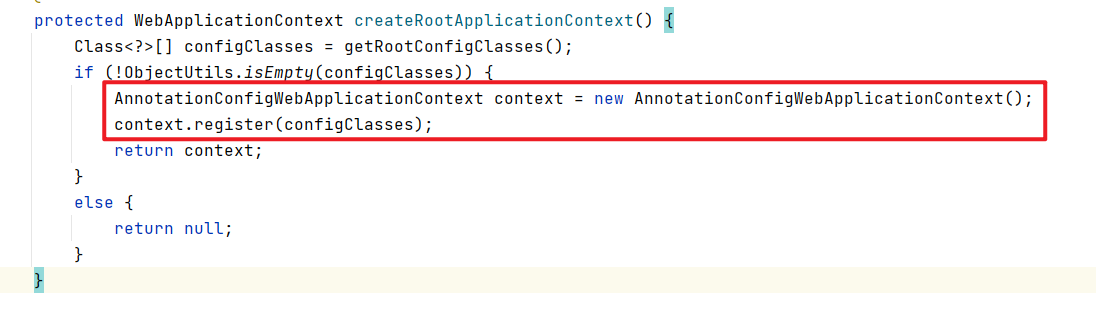 protected WebApplicationContext createRootApplicationContext() {
Class<?>[] configClasses = getRootConfigClasses();
if (!ObjectUtils.isEmpty(configClasses)) {
AnnotationConfigWebApplicationContext context = new AnnotationConfigWebApplicationContext();
context.register(configClasses);
return context;
}
else {
return null;
}
}